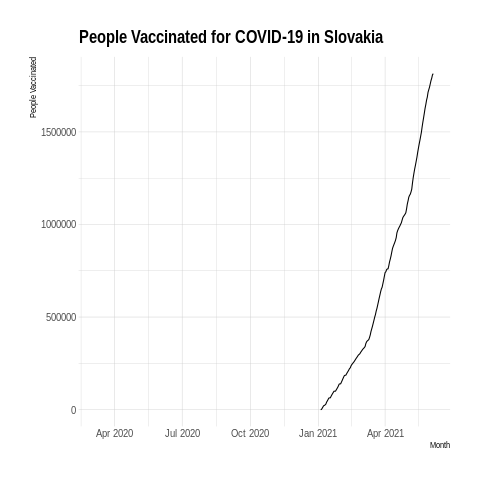 People Vaccinated for COVID-19 in Slovakia
People Vaccinated
1500000
1000000
500000
0
Apr 2020 Jul 2020 Oct 2020 Jan 2021 Apr 2021
Month